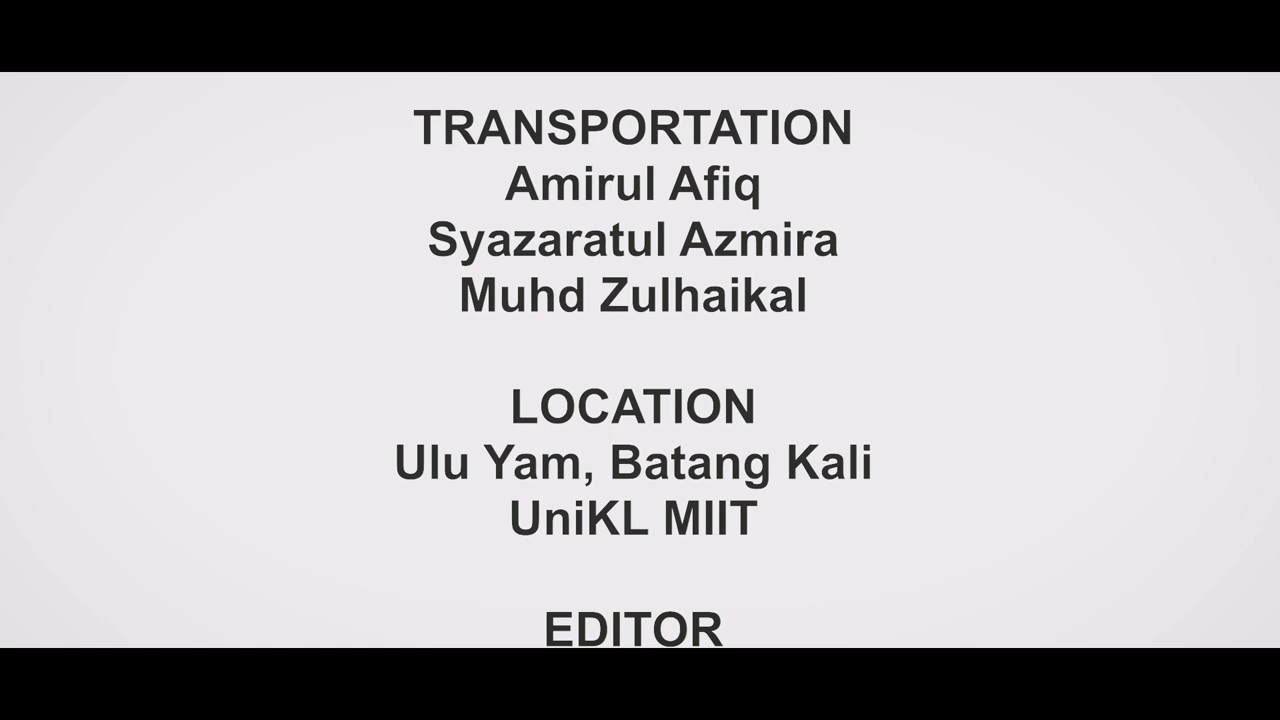 TRANSPORTATION
Amirul Afiq
Syazaratul Azmira
Muhd Zulhaikal
LOCATION
Ulu Yam, Batang Kali
UniKL MIIT
EDITOR